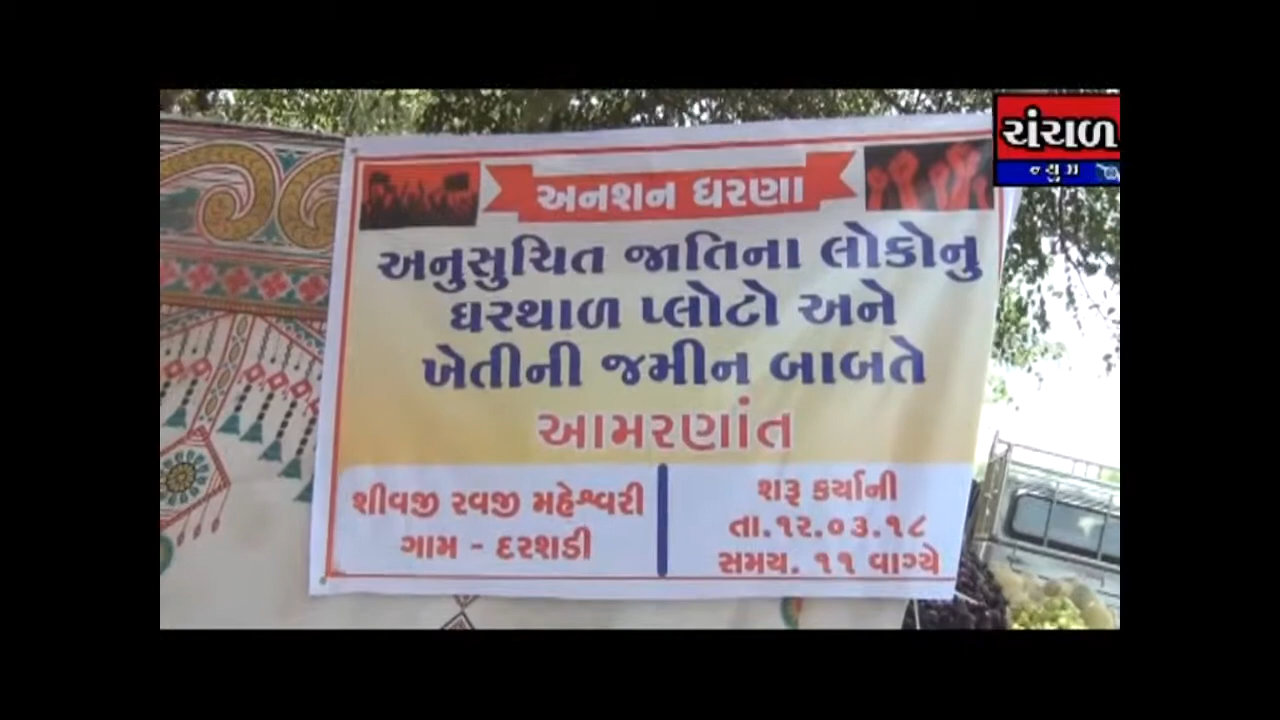 ચંચળ
ન્યુઝ
અનશન ધરણા
અનુસુચિત જાતિના લોકોનુ
ઘરથાળ પ્લોટો અને
ખેતીની જમીન બાબતે
આમરણાંત
શીવજી રવજી મહેશ્વરી
ગામ - દરશડી
શરૂ કર્યાની
તા.૧૨.૦૩.૧૮
સમય. ૧૧ વાગ્યે